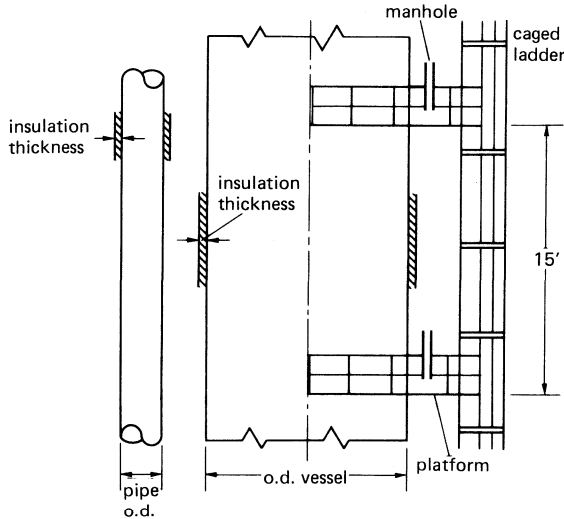 manhole
caged
ladder
insulation
thickness
insulation
thickness
15'
platform
o.d. vessel
pipe
o.d.